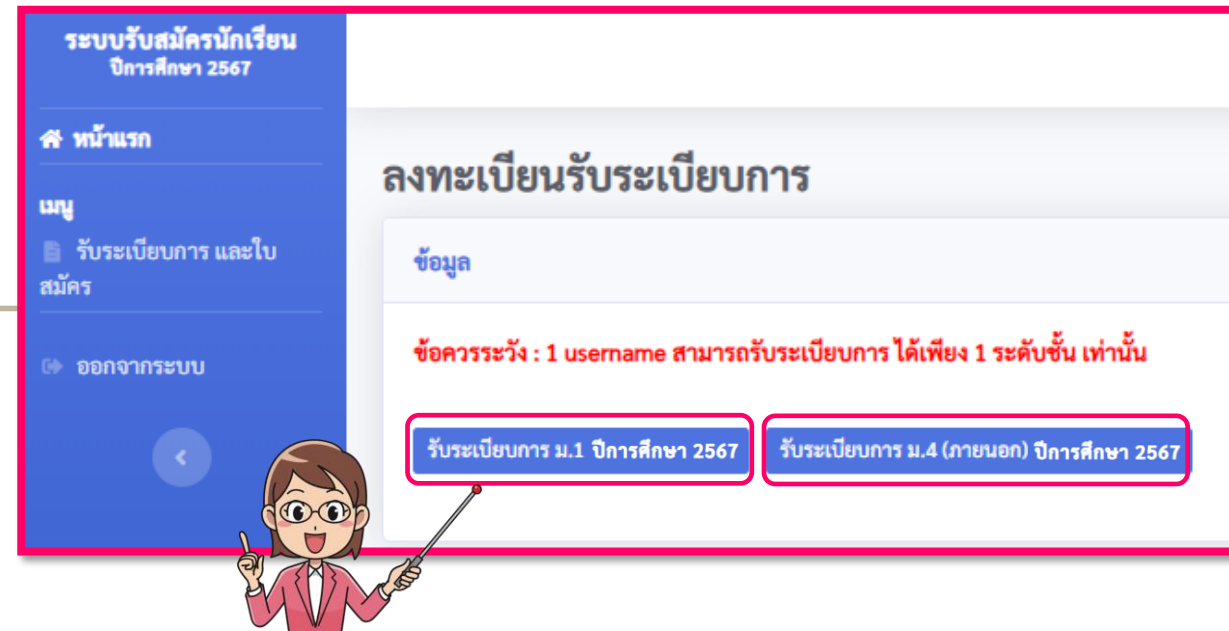 ระบบรับสมัครนักเรียน
ปีการศึกษา 2567
หน้าแรก
เมนู
รับระเบียบการ และใบ
สมัคร
ออกจากระบบ
ลงทะเบียนรับระเบียบการ
ข้อมูล
ข้อควรระวัง : 1 username สามารถรับระเบียบการ ได้เพียง 1 ระดับชั้น เท่านั้น
รับระเบียบการ ม.1 ปีการศึกษา 2567
รับระเบียบการ ม.4 (ภายนอก) ปีการศึกษา 2567